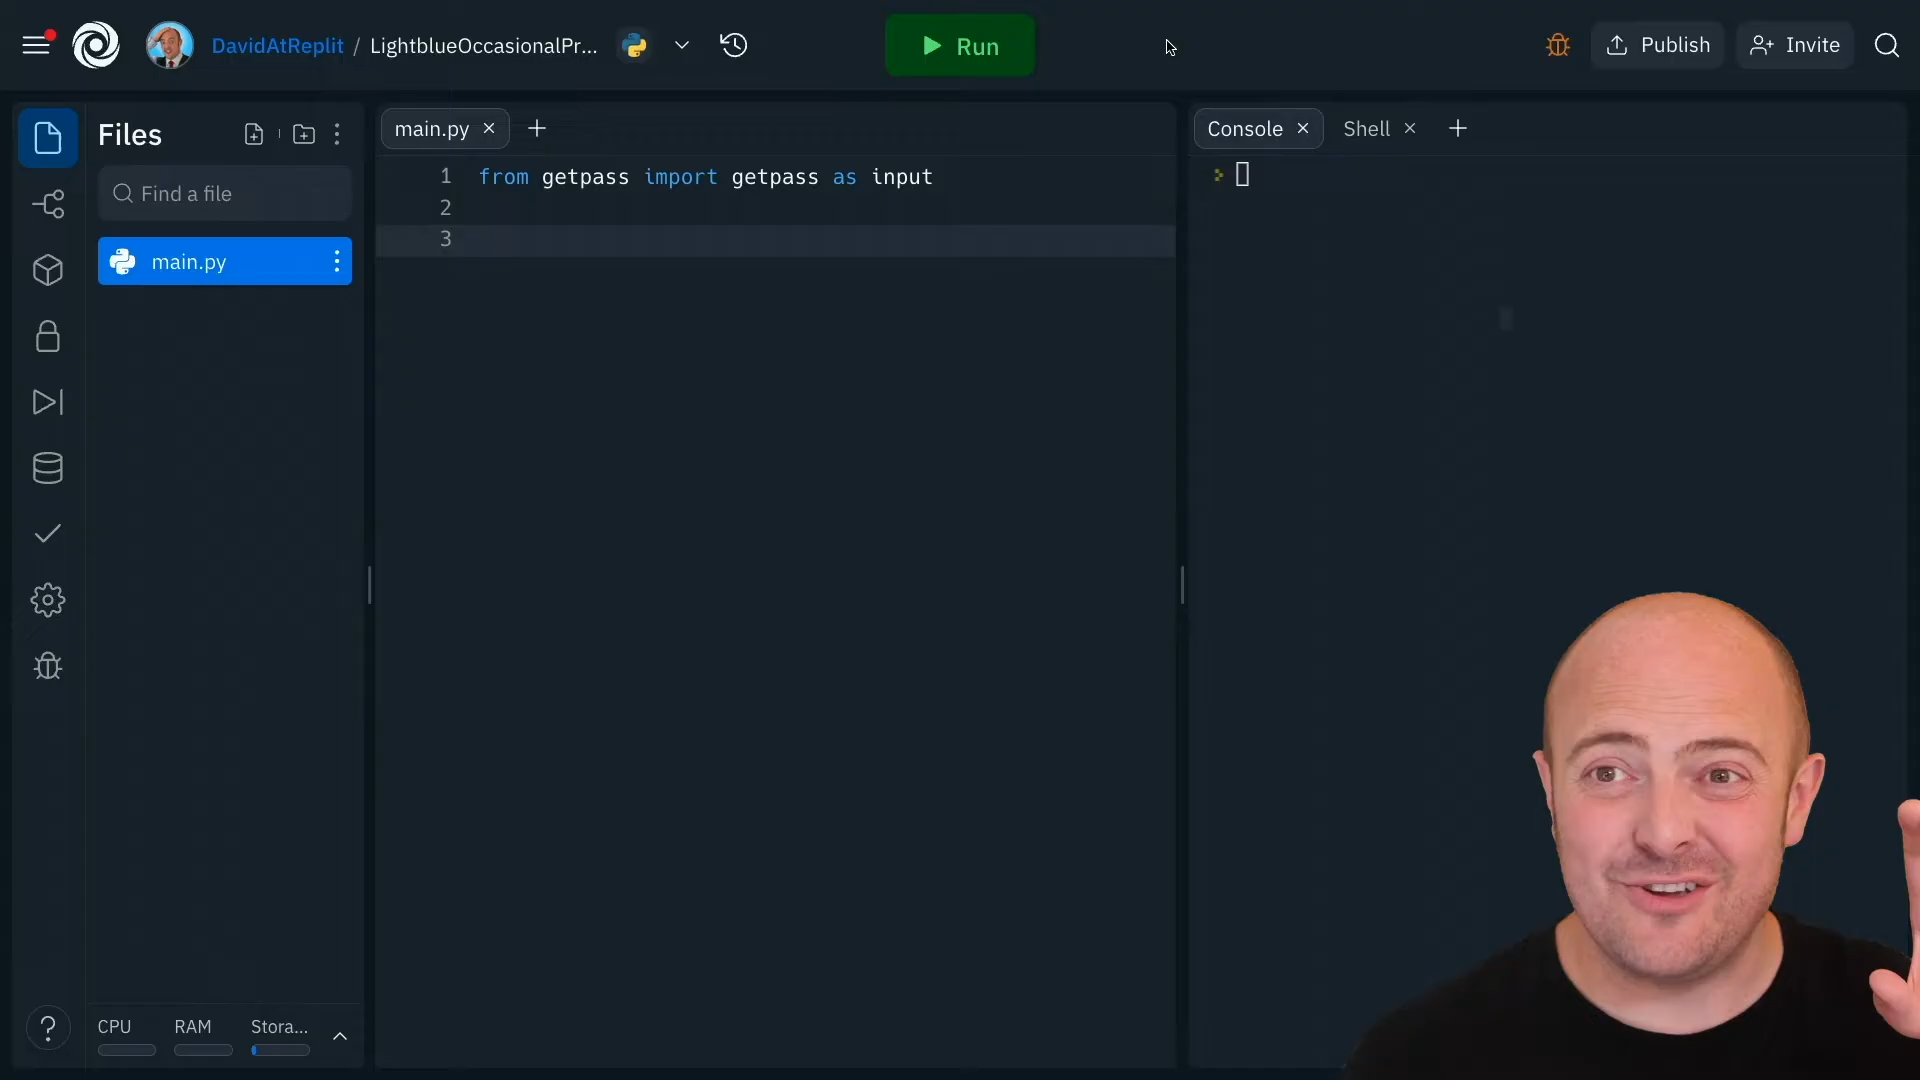 DavidAtReplit / LightblueOccasionalPr...
Run
Publish
Invite
Files
Find a file
main.py
main.py
1 from getpass import getpass as input
2
3
Console
Shell
CPU
RAM
Stora...